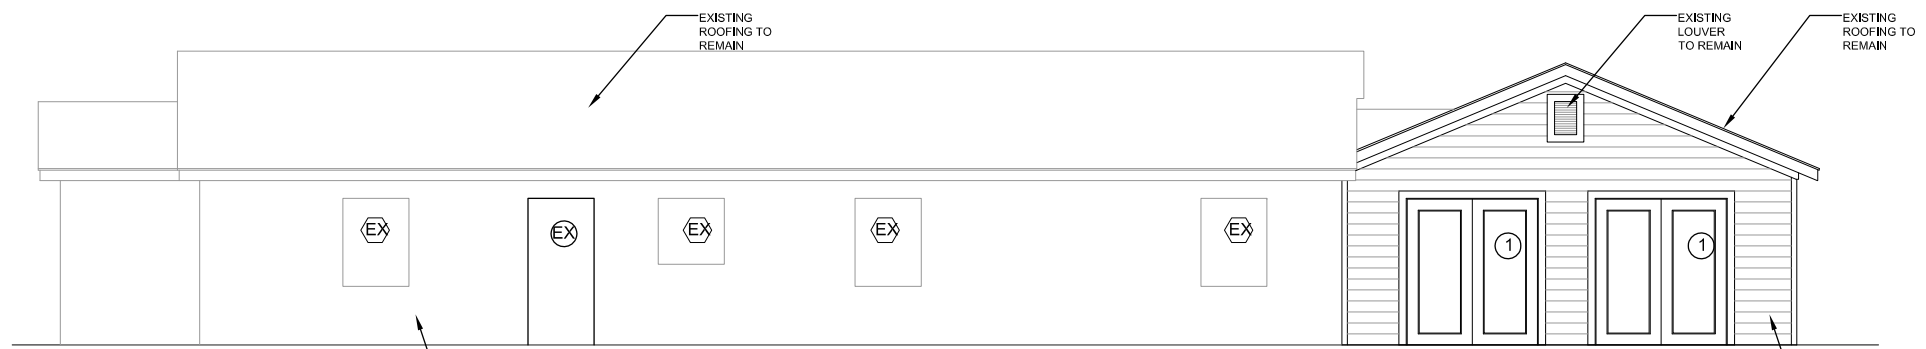 EXISTING
ROOFING TO
REMAIN
EXISTING
LOUVER
TO REMAIN
EXISTING
ROOFING TO
REMAIN
EX
EX
EX
EX
EX
1
1